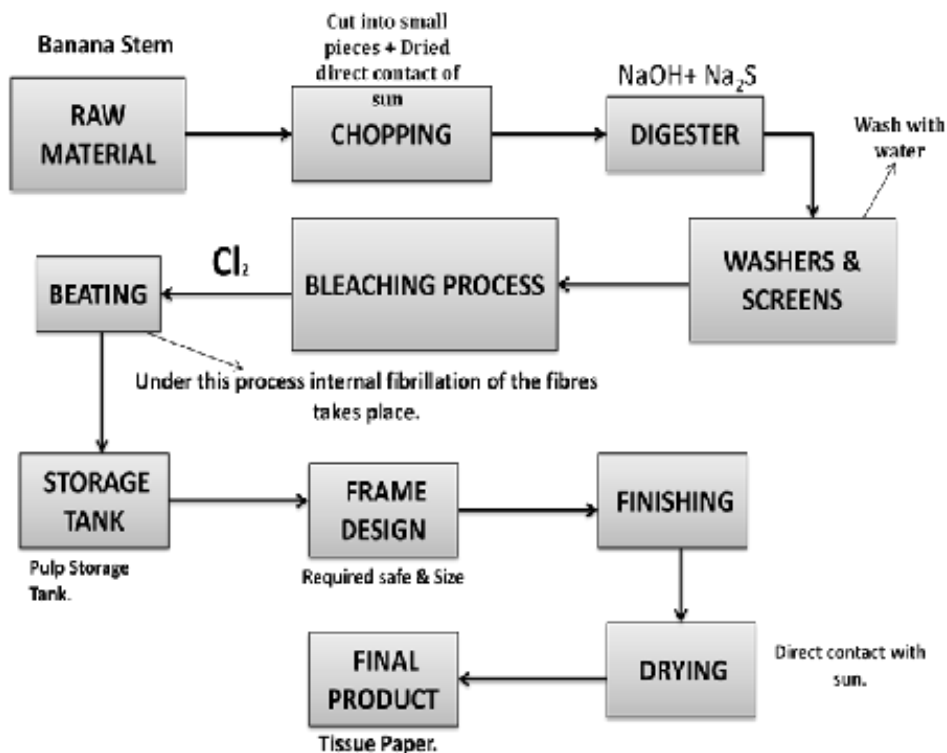 Banana Stem
RAW
MATERIAL
Cut into small
pieces + Dried
direct contact of
sun
CHOPPING
NaOH+ Na₂S
DIGESTER
Wash with
water
WASHERS &
SCREENS
BLEACHING PROCESS
Cl₂
BEATING
Under this process internal fibrillation of the fibres
takes place.
STORAGE
TANK
Pulp Storage
Tank.
FRAME
DESIGN
Required safe & Size
FINISHING
DRYING
Direct contact with
sun.
FINAL
PRODUCT
Tissue Paper.